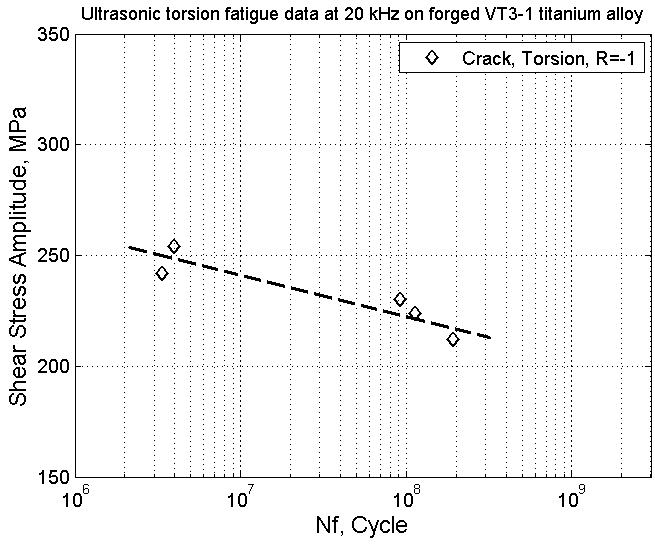 Ultrasonic torsion fatigue data at 20 kHz on forged VT3-1 titanium alloy
350
Crack, Torsion, R=-1
300
250
200
150
Shear Stress Amplitude, MPa
10^6 10^7 10^8 10^9
Nf, Cycle